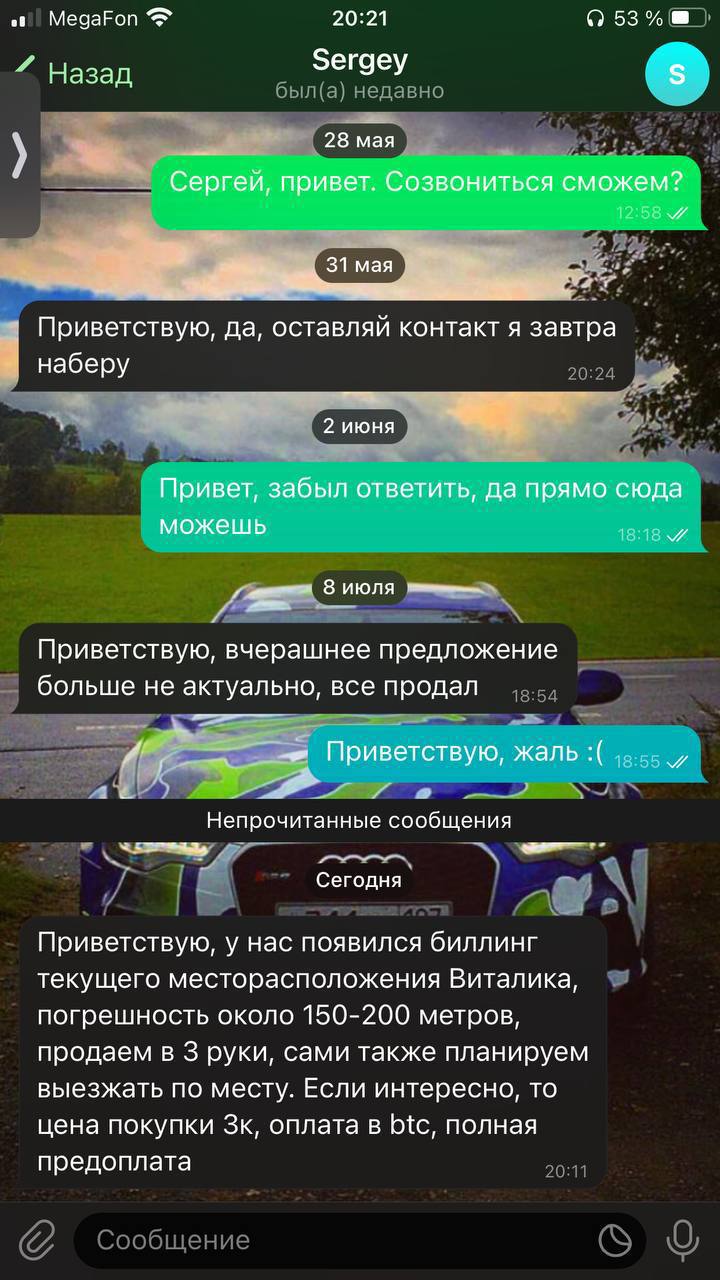 MegaFon 20:21 53 %
Назад Sergey S
был(а) недавно
28 мая
Сергей, привет. Созвониться сможем?
12:58
31 мая
Приветствую, да, оставляй контакт я завтра
наберу 20:24
2 июня
Привет, забыл ответить, да прямо сюда
можешь 18:18
8 июля
Приветствую, вчерашнее предложение
больше не актуально, все продал 18:54
Приветствую, жаль :( 18:55
Непрочитанные сообщения
Сегодня
Приветствую, у нас появился биллинг
текущего месторасположения Виталика,
погрешность около 150-200 метров,
продаем в 3 руки, сами также планируем
выезжать по месту. Если интересно, то
цена покупки 3к, оплата в btc, полная
предоплата 20:11
Сообщение